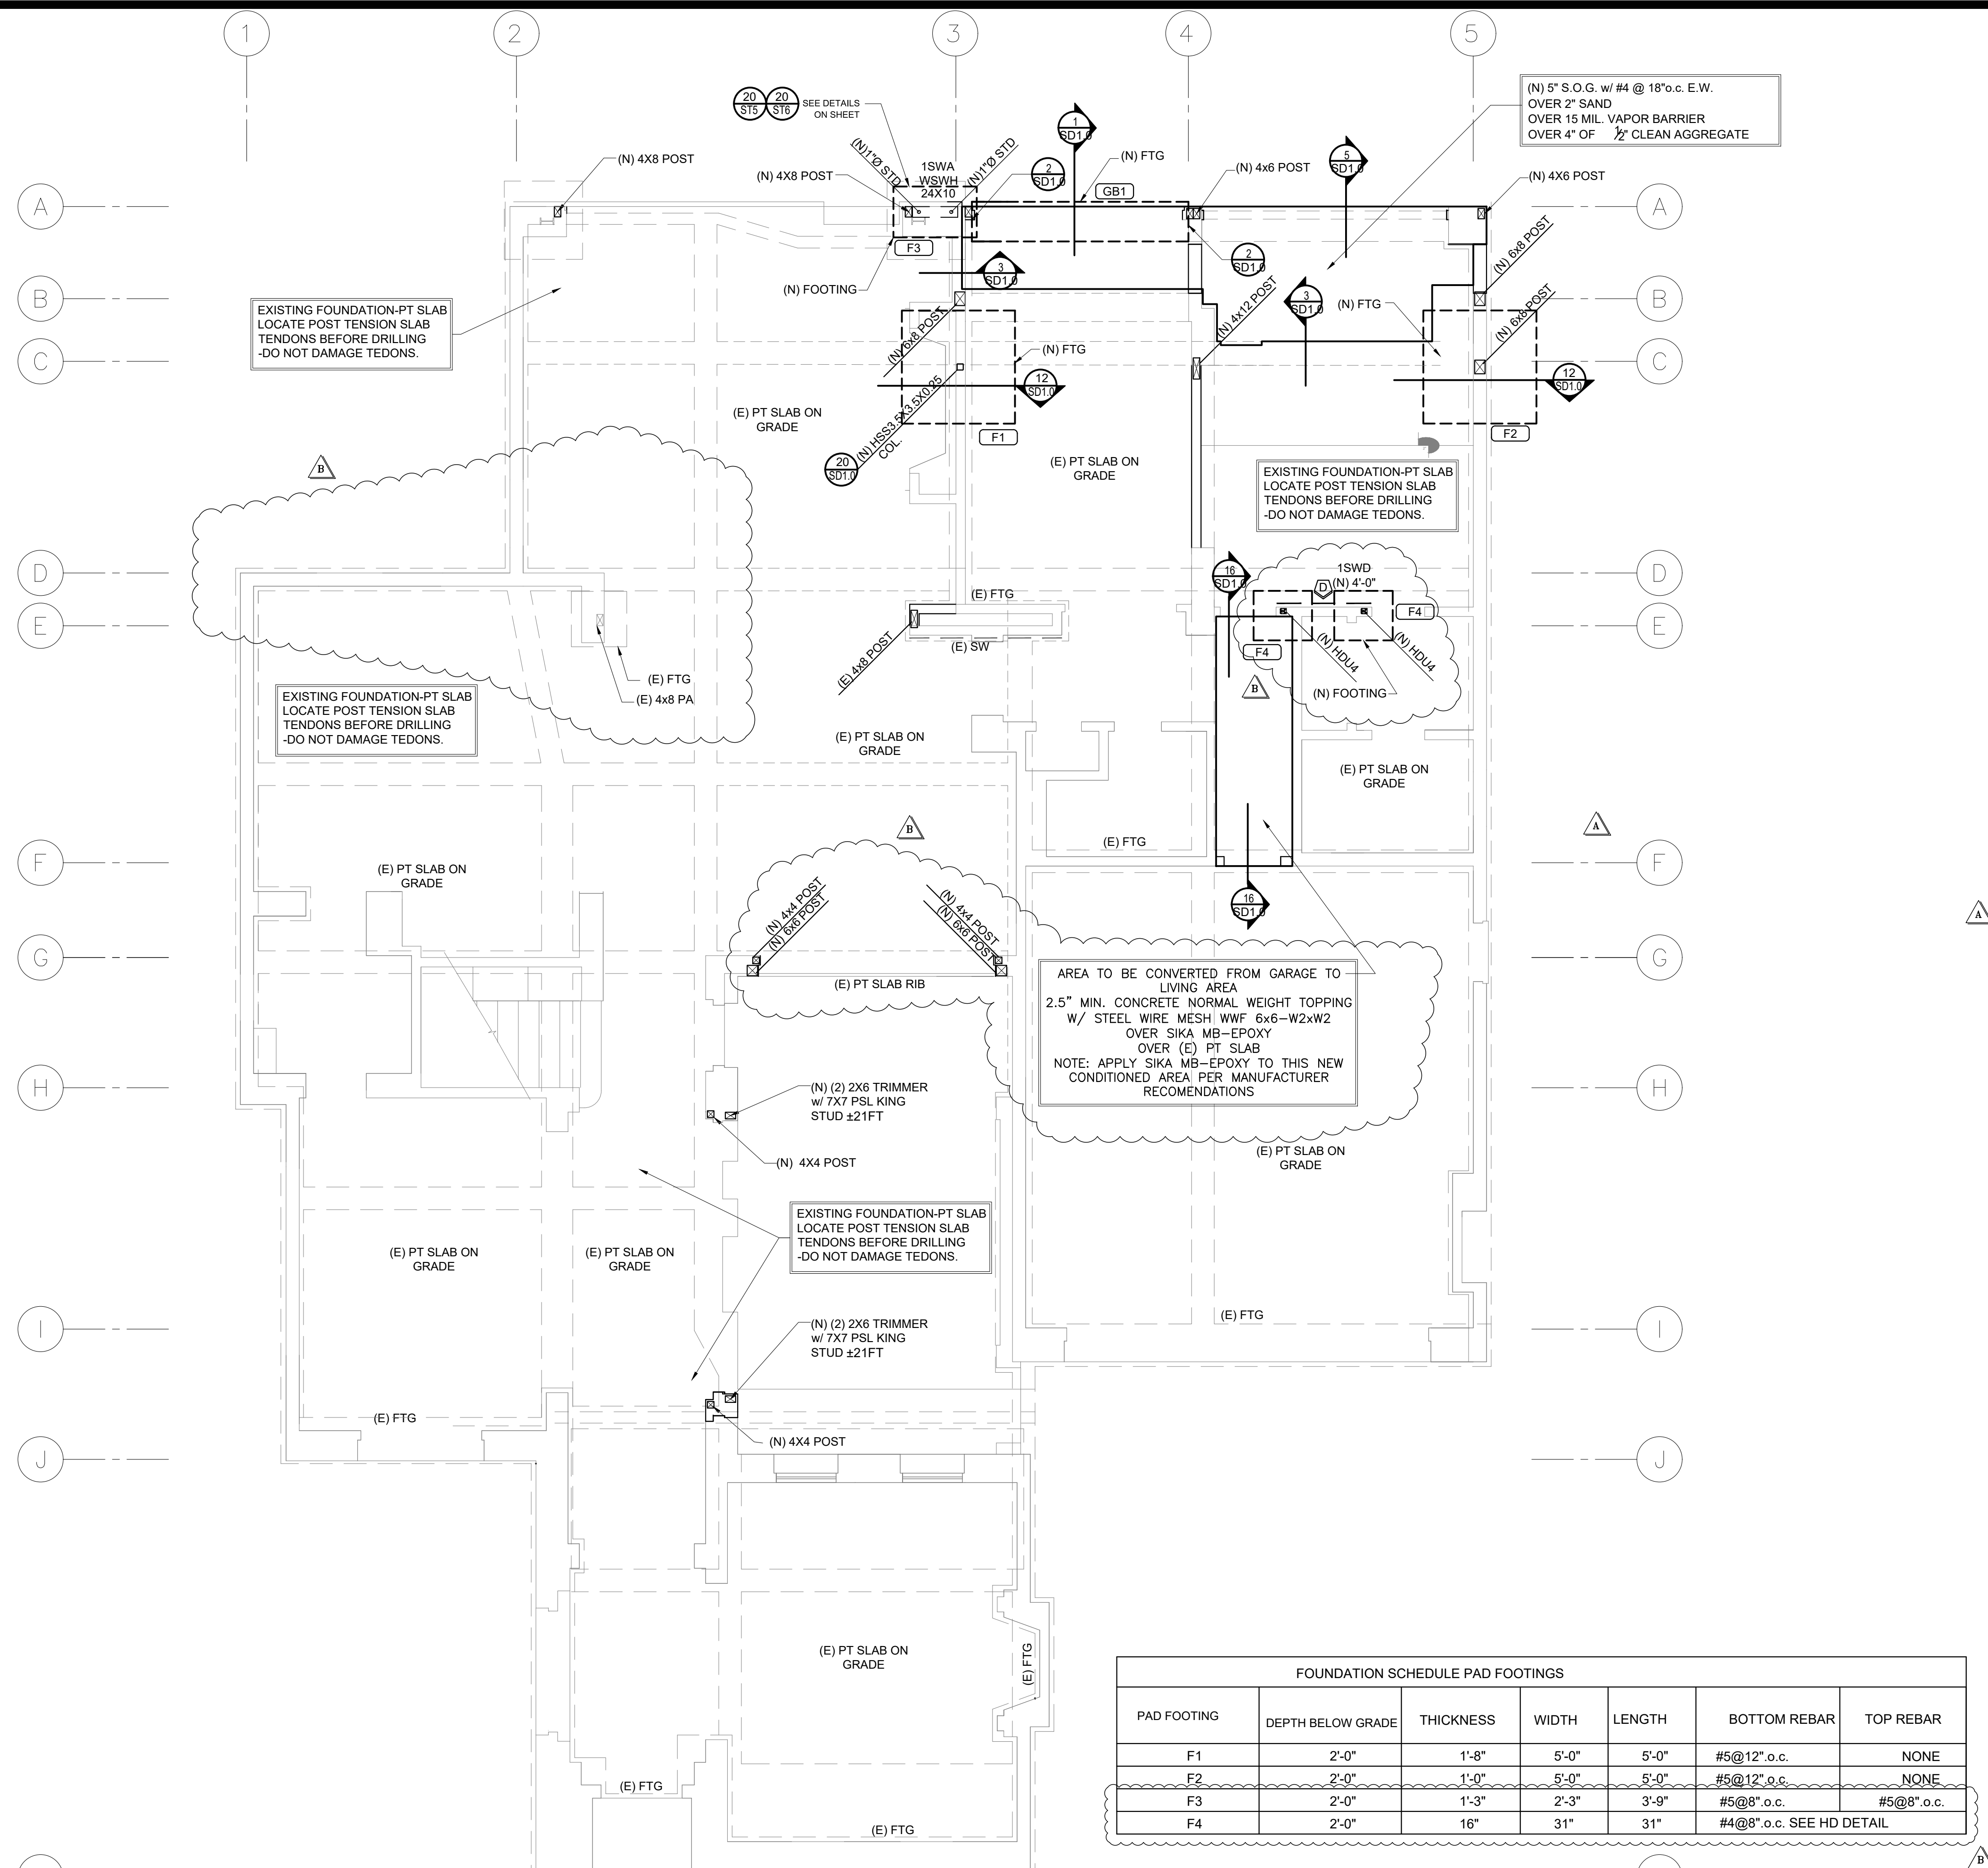 1
2
3
4
5
20
ST5
20
ST6
SEE DETAILS
ON SHEET
1
SD1.0
(N) 5" S.O.G. w/ #4 @ 18"o.c. E.W.
OVER 2" SAND
OVER 15 MIL. VAPOR BARRIER
OVER 4" OF 1/2" CLEAN AGGREGATE
(N) 4X8 POST
(N) 4X8 POST
(N)1"Ø STD
1SWA
WSWH
24X10
(N)1"Ø STD
2
SD1.0
(N) FTG
GB1
(N) 4x6 POST
5
SD1.0
(N) 4X6 POST
A
A
F3
3
SD1.0
2
SD1.0
(N) 6x8 POST
(N) FOOTING
B
B
EXISTING FOUNDATION-PT SLAB
LOCATE POST TENSION SLAB
TENDONS BEFORE DRILLING
-DO NOT DAMAGE TEDONS.
(N) 6x8 POST
(N) 4x12 POST
3
SD1.0
(N) FTG
(N) 6x8 POST
C
C
(N) FTG
12
SD1.0
12
SD1.0
(E) PT SLAB ON
GRADE
(N) HSS3.5X3.5X0.25
COL.
20
SD1.0
F1
F2
B
(E) PT SLAB ON
GRADE
EXISTING FOUNDATION-PT SLAB
LOCATE POST TENSION SLAB
TENDONS BEFORE DRILLING
-DO NOT DAMAGE TEDONS.
D
D
16
SD1.0
1SWD
D
(N) 4'-0"
F4
(E) FTG
E
E
(E) SW
(E) 4x8 POST
F4
(N) HDU4
(N) HDU4
(N) FOOTING
B
(E) FTG
(E) 4x8 PA
EXISTING FOUNDATION-PT SLAB
LOCATE POST TENSION SLAB
TENDONS BEFORE DRILLING
-DO NOT DAMAGE TEDONS.
(E) PT SLAB ON
GRADE
(E) PT SLAB ON
GRADE
A
B
(E) FTG
F
F
(E) PT SLAB ON
GRADE
(N) 4x4 POST
(N) 6x6 POST
(N) 4x4 POST
(N) 6x6 POST
16
SD1.0
A
G
G
(E) PT SLAB RIB
AREA TO BE CONVERTED FROM GARAGE TO
LIVING AREA
2.5" MIN. CONCRETE NORMAL WEIGHT TOPPING
W/ STEEL WIRE MESH WWF 6x6-W2xW2
OVER SIKA MB-EPOXY
OVER (E) PT SLAB
NOTE: APPLY SIKA MB-EPOXY TO THIS NEW
CONDITIONED AREA PER MANUFACTURER
RECOMENDATIONS
H
H
(N) (2) 2X6 TRIMMER
w/ 7X7 PSL KING
STUD ±21FT
(N) 4X4 POST
(E) PT SLAB ON
GRADE
EXISTING FOUNDATION-PT SLAB
LOCATE POST TENSION SLAB
TENDONS BEFORE DRILLING
-DO NOT DAMAGE TEDONS.
(E) PT SLAB ON
GRADE
(E) PT SLAB ON
GRADE
(E) FTG
I
I
(N) (2) 2X6 TRIMMER
w/ 7X7 PSL KING
STUD ±21FT
(E) FTG
(N) 4X4 POST
J
J
(E) PT SLAB ON
GRADE
(E) FTG
(E) FTG
(E) FTG
FOUNDATION SCHEDULE PAD FOOTINGS
PAD FOOTING DEPTH BELOW GRADE THICKNESS WIDTH LENGTH BOTTOM REBAR TOP REBAR
F1 2'-0" 1'-8" 5'-0" 5'-0" #5@12".o.c. NONE
F2 2'-0" 1'-0" 5'-0" 5'-0" #5@12".o.c. NONE
F3 2'-0" 1'-3" 2'-3" 3'-9" #5@8".o.c. #5@8".o.c.
F4 2'-0" 16" 31" 31" #4@8".o.c. SEE HD DETAIL
B